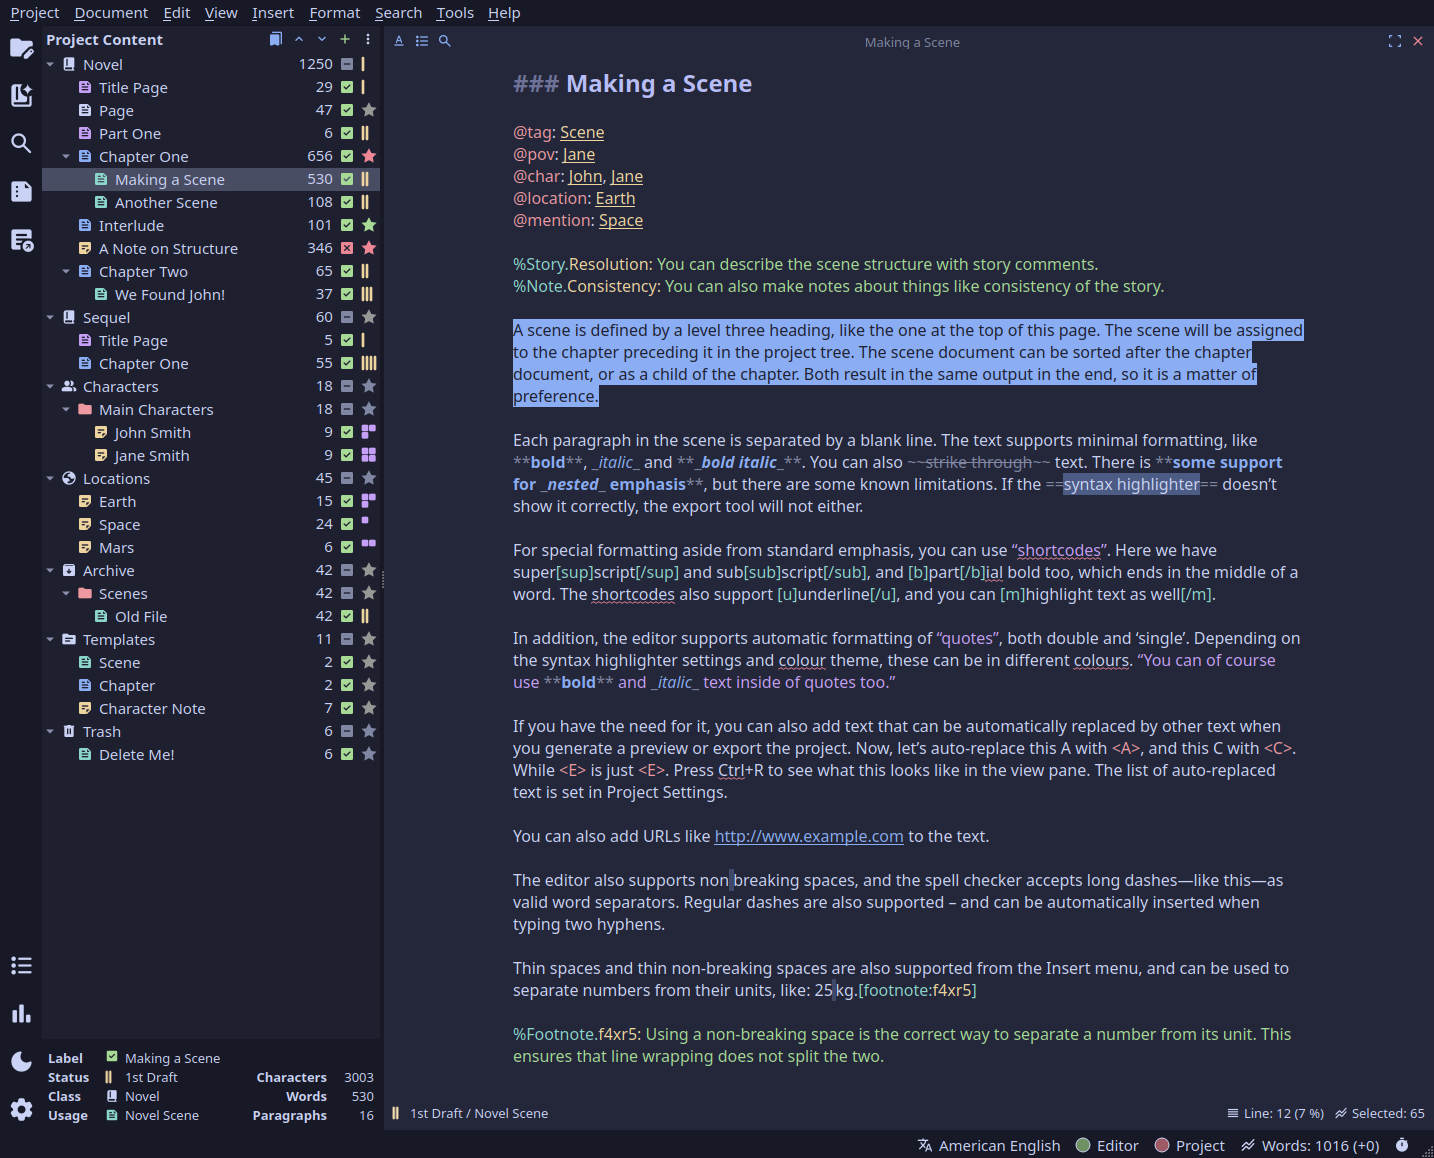 Project Document Edit View Insert Format Search Tools Help
Project Content
Novel 1250
Title Page 29
Page 47
Part One 6
Chapter One 656
Making a Scene 530
Another Scene 108
Interlude 101
A Note on Structure 346
Chapter Two 65
We Found John! 37
Sequel 60
Title Page 5
Chapter One 55
Characters 18
Main Characters 18
John Smith 9
Jane Smith 9
Locations 45
Earth 15
Space 24
Mars 6
Archive 42
Scenes 42
Old File 42
Templates 11
Scene 2
Chapter 2
Character Note 7
Trash 6
Delete Me! 6
Label Making a Scene
Status 1st Draft Characters 3003
Class Novel Words 530
Usage Novel Scene Paragraphs 16
Making a Scene
### Making a Scene
@tag: Scene
@pov: Jane
@char: John, Jane
@location: Earth
@mention: Space
%Story.Resolution: You can describe the scene structure with story comments.
%Note.Consistency: You can also make notes about things like consistency of the story.
A scene is defined by a level three heading, like the one at the top of this page. The scene will be assigned
to the chapter preceding it in the project tree. The scene document can be sorted after the chapter
document, or as a child of the chapter. Both result in the same output in the end, so it is a matter of
preference.
Each paragraph in the scene is separated by a blank line. The text supports minimal formatting, like
**bold**, _italic_ and **_bold italic_**. You can also ~~strike through~~ text. There is **some support
for _nested_ emphasis**, but there are some known limitations. If the ==syntax highlighter== doesn’t
show it correctly, the export tool will not either.
For special formatting aside from standard emphasis, you can use “shortcodes”. Here we have
super[sup]script[/sup] and sub[sub]script[/sub], and [b]part[/b]ial bold too, which ends in the middle of a
word. The shortcodes also support [u]underline[/u], and you can [m]highlight text as well[/m].
In addition, the editor supports automatic formatting of “quotes”, both double and ‘single’. Depending on
the syntax highlighter settings and colour theme, these can be in different colours. “You can of course
use **bold** and _italic_ text inside of quotes too.”
If you have the need for it, you can also add text that can be automatically replaced by other text when
you generate a preview or export the project. Now, let’s auto-replace this A with <A>, and this C with <C>.
While <E> is just <E>. Press Ctrl+R to see what this looks like in the view pane. The list of auto-replaced
text is set in Project Settings.
You can also add URLs like http://www.example.com to the text.
The editor also supports non breaking spaces, and the spell checker accepts long dashes—like this—as
valid word separators. Regular dashes are also supported – and can be automatically inserted when
typing two hyphens.
Thin spaces and thin non-breaking spaces are also supported from the Insert menu, and can be used to
separate numbers from their units, like: 25 kg.[footnote:f4xr5]
%Footnote.f4xr5: Using a non-breaking space is the correct way to separate a number from its unit. This
ensures that line wrapping does not split the two.
1st Draft / Novel Scene Line: 12 (7 %) Selected: 65
American English Editor Project Words: 1016 (+0)